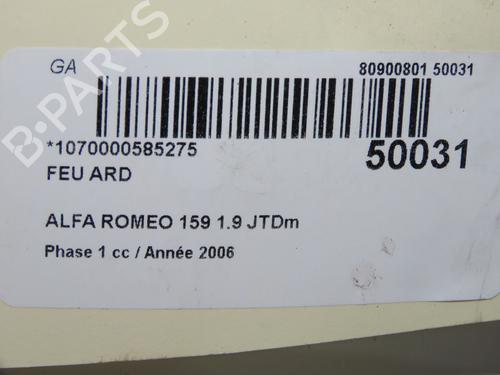 GA
80900801 50031
*1070000585275
50031
FEU ARD
ALFA ROMEO 159 1.9 JTDm
Phase 1 cc / Année 2006
B-PARTS